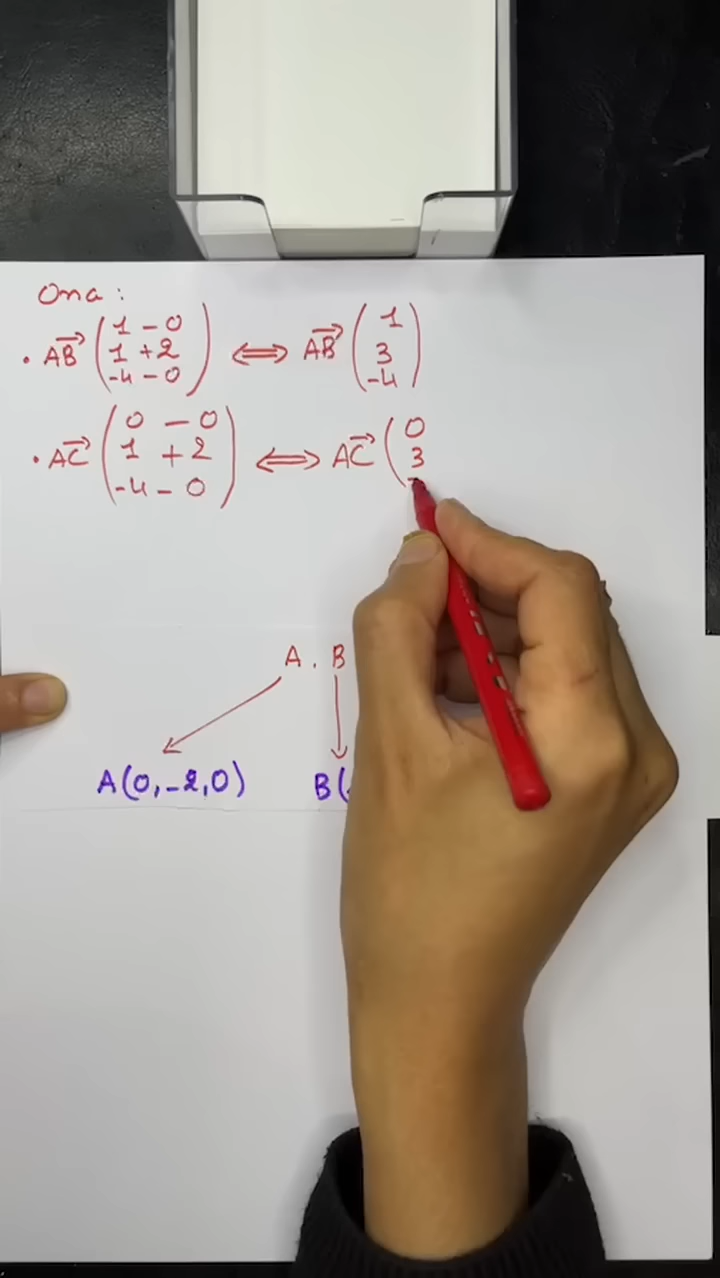 On a :
• AB→ ( 1 - 0
1 + 2
-4 - 0 ) ⟺ AB→ ( 1
3
-4 )
• AC→ ( 0 - 0
1 + 2
-4 - 0 ) ⟺ AC→ ( 0
3
A . B
A(0,-2,0) B(